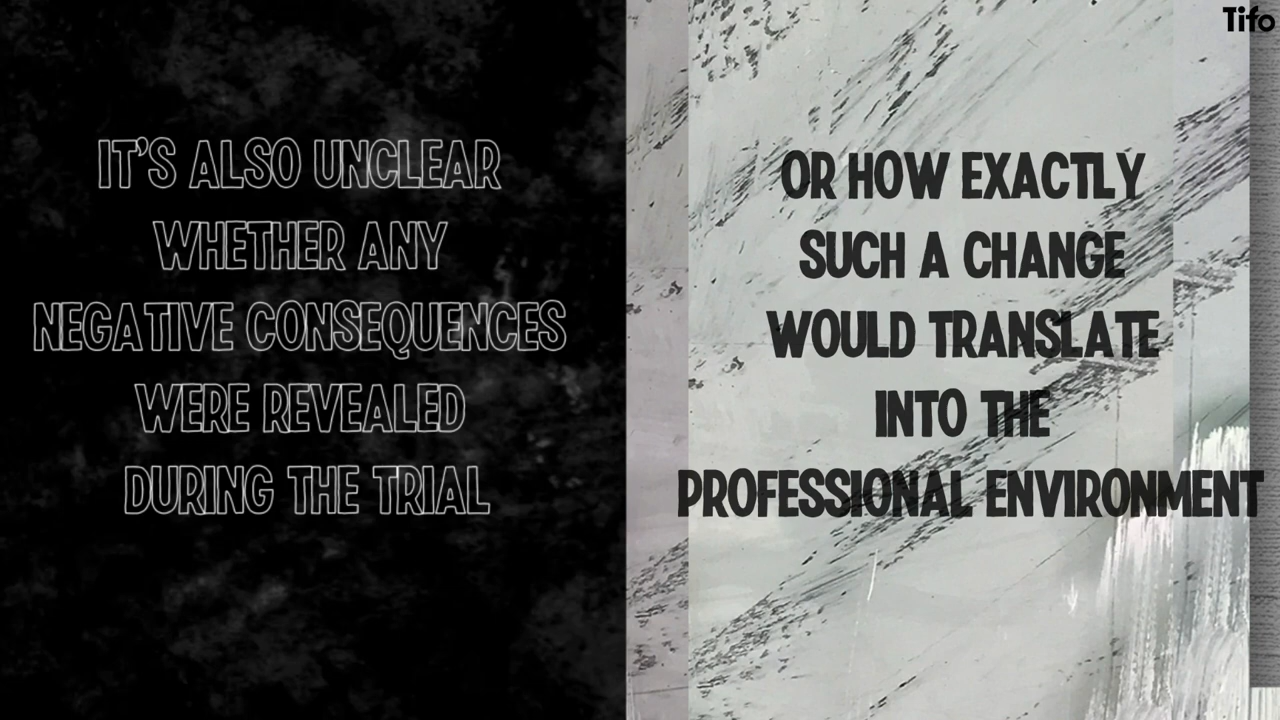 IT'S ALSO UNCLEAR
WHETHER ANY
NEGATIVE CONSEQUENCES
WERE REVEALED
DURING THE TRIAL
OR HOW EXACTLY
SUCH A CHANGE
WOULD TRANSLATE
INTO THE
PROFESSIONAL ENVIRONMENT
Tifo